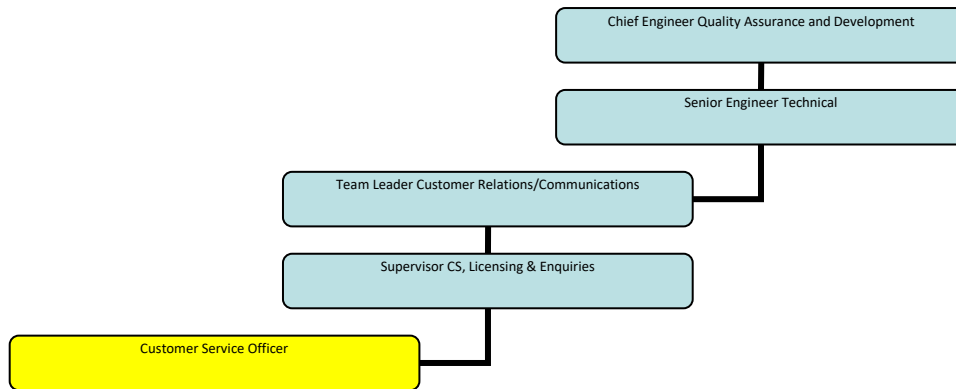 Chief Engineer Quality Assurance and Development
Senior Engineer Technical
Team Leader Customer Relations/Communications
Supervisor CS, Licensing & Enquiries
Customer Service Officer